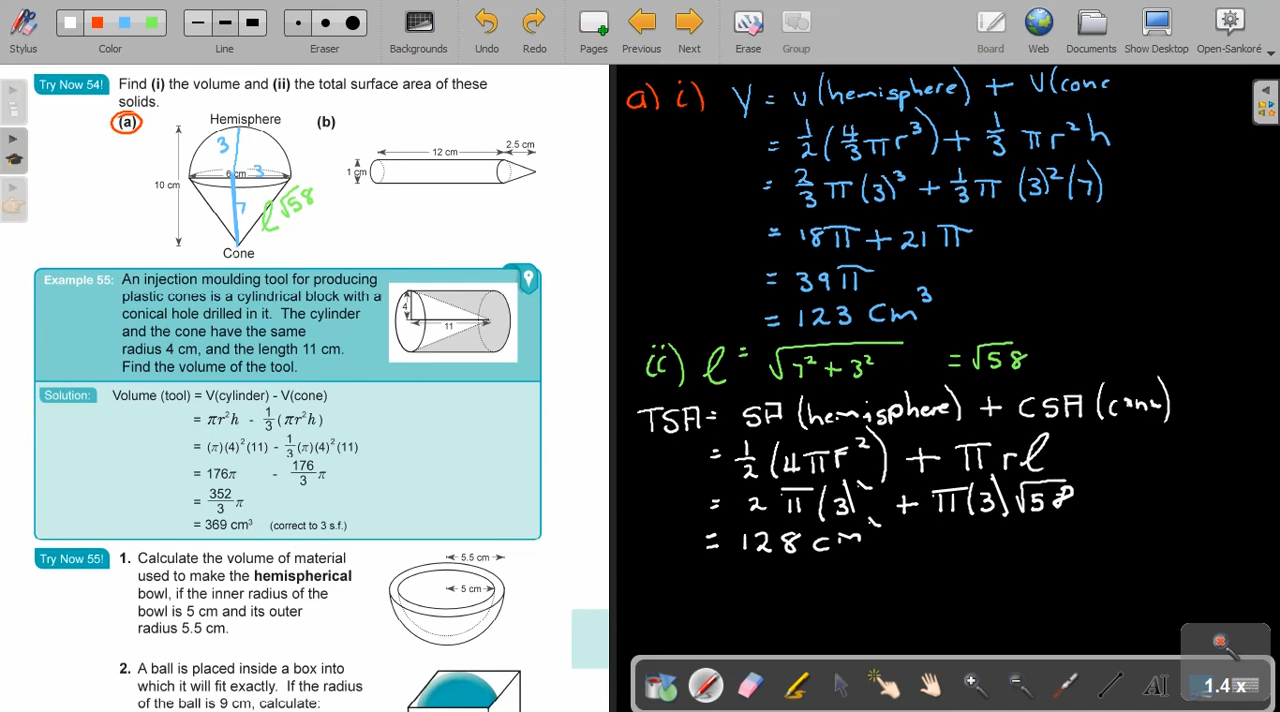 Stylus
Color
Line
Eraser
Backgrounds
Undo
Redo
Pages
Previous
Next
Erase
Group
Board
Web
Documents
Show Desktop
Open-Sankoré
Try Now 54!
Find (i) the volume and (ii) the total surface area of these
solids.
(a)
Hemisphere
(b)
3
6 cm
3
10 cm
7
l √58
Cone
12 cm
2.5 cm
1 cm
Example 55:
An injection moulding tool for producing
plastic cones is a cylindrical block with a
conical hole drilled in it. The cylinder
and the cone have the same
radius 4 cm, and the length 11 cm.
Find the volume of the tool.
4
11
Solution:
Volume (tool) = V(cylinder) - V(cone)
= πr²h - 1/3 (πr²h)
= (π)(4)²(11) - 1/3 (π)(4)²(11)
= 176π - 176/3 π
= 352/3 π
= 369 cm³ (correct to 3 s.f.)
Try Now 55!
1. Calculate the volume of material
used to make the hemispherical
bowl, if the inner radius of the
bowl is 5 cm and its outer
radius 5.5 cm.
5.5 cm
5 cm
2. A ball is placed inside a box into
which it will fit exactly. If the radius
of the ball is 9 cm, calculate:
a) i) V = V(hemisphere) + V(cone
= 1/2 (4/3 πr³) + 1/3 πr²h
= 2/3 π(3)³ + 1/3 π (3)²(7)
= 18π + 21π
= 39π
= 123 cm³
(ii) l = √7² + 3² = √58
TSA = SA (hemisphere) + CSA (cone)
= 1/2 (4πr²) + πrl
= 2 π(3)² + π(3)√58
= 128 cm²
1.4 x